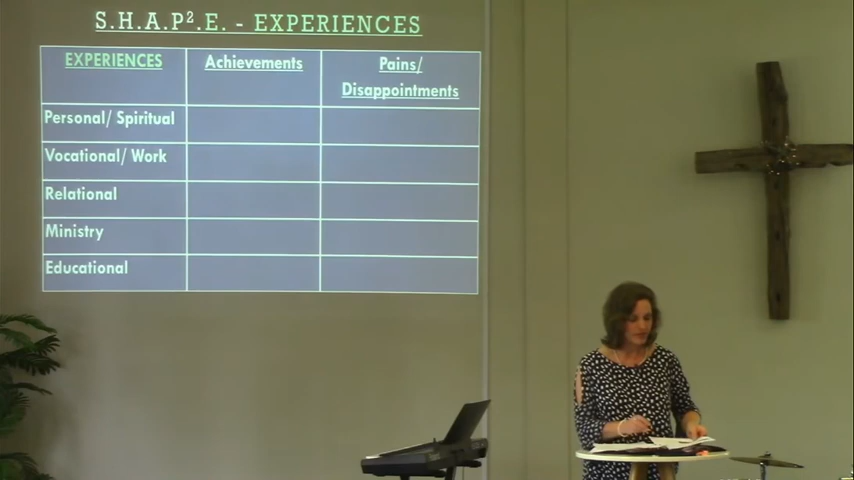 S.H.A.P².E. - EXPERIENCES
EXPERIENCES
Achievements
Pains/
Disappointments
Personal/ Spiritual
Vocational/ Work
Relational
Ministry
Educational